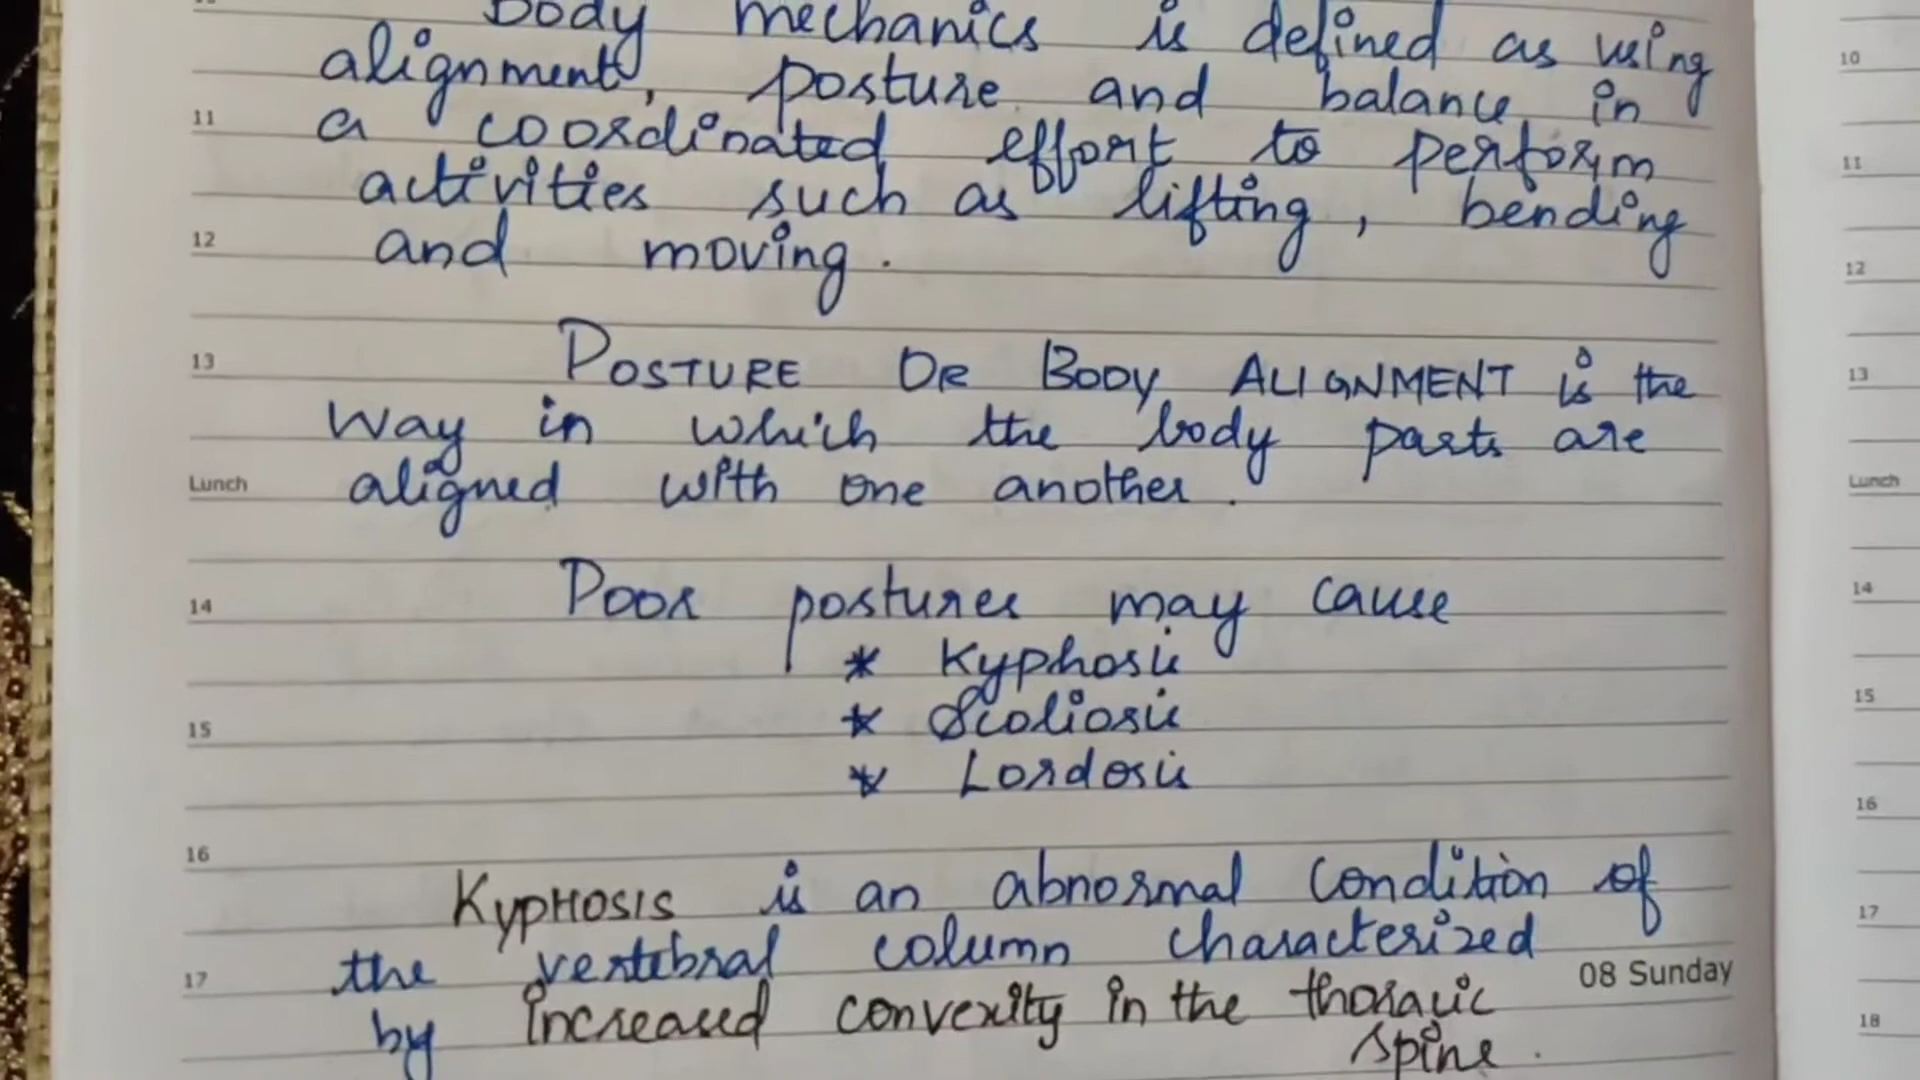 Body mechanics is defined as using 10
alignment, posture and balance in
11 a coordinated effort to perform 11
activities such as lifting, bending
12 and moving. 12
13 POSTURE OR BODY ALIGNMENT is the 13
way in which the body parts are
Lunch aligned with one another. Lunch
14 Poor postures may cause 14
* Kyphosis
15 * Scoliosis 15
* Lordosis
16 KYPHOSIS is an abnormal condition of 16
17 the vertebral column characterized 17
08 Sunday
by increased convexity in the thoracic 18
spine.